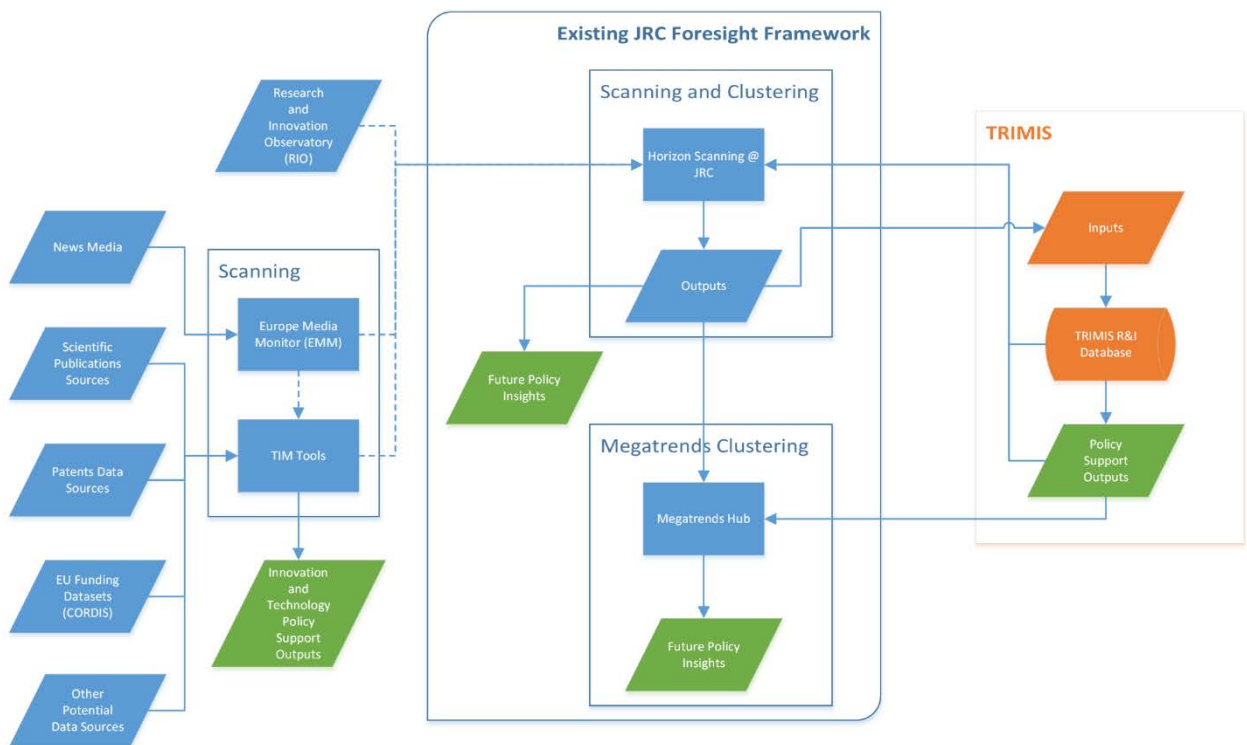 Existing JRC Foresight Framework
Research
and
Innovation
Observatory
(RIO)
Scanning and Clustering
Horizon Scanning @
JRC
Outputs
TRIMIS
Inputs
TRIMIS R&I
Database
Policy
Support
Outputs
News Media
Scientific
Publications
Sources
Patents Data
Sources
EU Funding
Datasets
(CORDIS)
Other
Potential
Data Sources
Scanning
Europe Media
Monitor (EMM)
TIM Tools
Innovation
and
Technology
Policy
Support
Outputs
Future Policy
Insights
Megatrends Clustering
Megatrends Hub
Future Policy
Insights